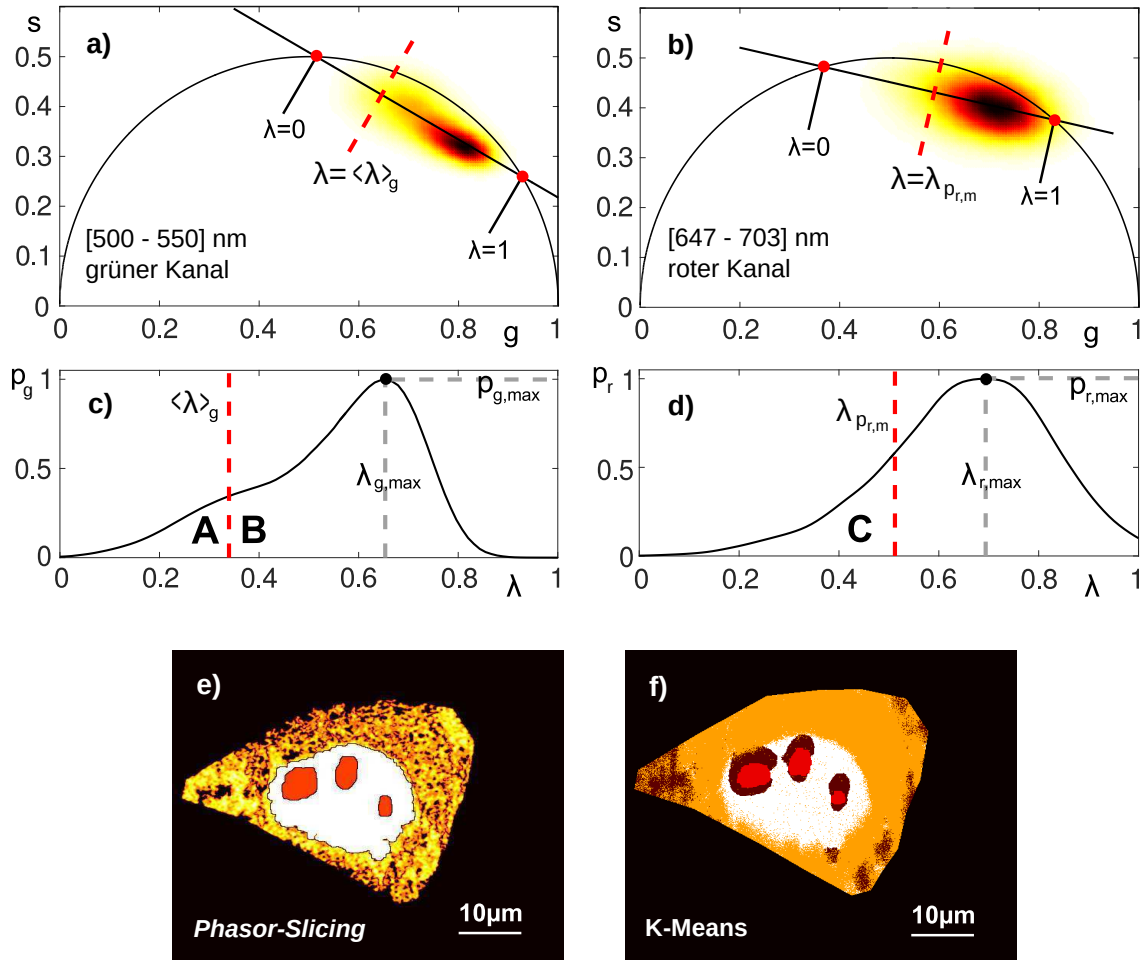 s
a)
0.5
0.4
0.3
0.2
0.1
0
λ=0
λ=⟨λ⟩g
λ=1
[500 - 550] nm
grüner Kanal
0 0.2 0.4 0.6 0.8 1
g
s
b)
0.5
0.4
0.3
0.2
0.1
0
λ=0
λ=λpr,m
λ=1
[647 - 703] nm
roter Kanal
0 0.2 0.4 0.6 0.8 1
g
pg
1
0.5
0
c)
⟨λ⟩g
pg,max
λg,max
A B
0 0.2 0.4 0.6 0.8 1
λ
pr
1
0.5
0
d)
λpr,m
pr,max
λr,max
C
0 0.2 0.4 0.6 0.8 1
λ
e)
Phasor-Slicing
10μm
f)
K-Means
10μm